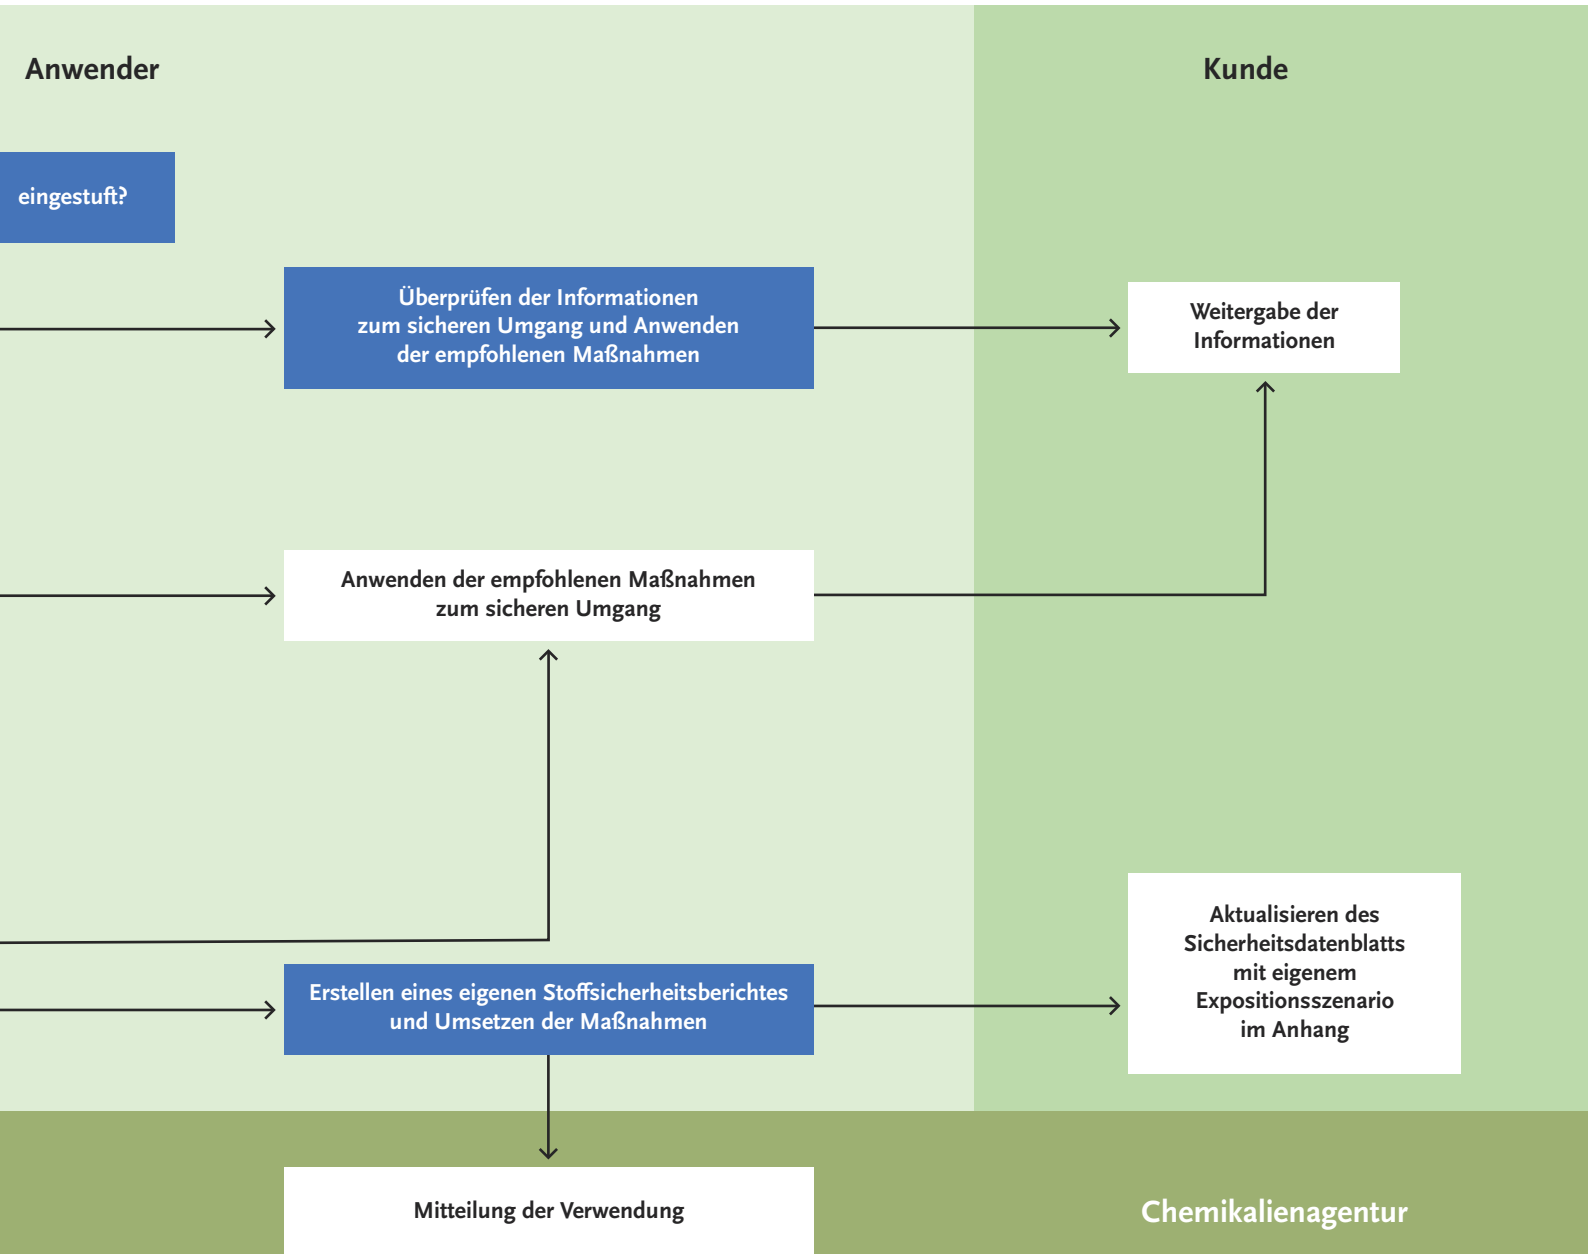 Anwender
Kunde
eingestuft?
Überprüfen der Informationen
zum sicheren Umgang und Anwenden
der empfohlenen Maßnahmen
Weitergabe der
Informationen
Anwenden der empfohlenen Maßnahmen
zum sicheren Umgang
Aktualisieren des
Sicherheitsdatenblatts
mit eigenem
Expositionsszenario
im Anhang
Erstellen eines eigenen Stoffsicherheitsberichtes
und Umsetzen der Maßnahmen
Mitteilung der Verwendung
Chemikalienagentur